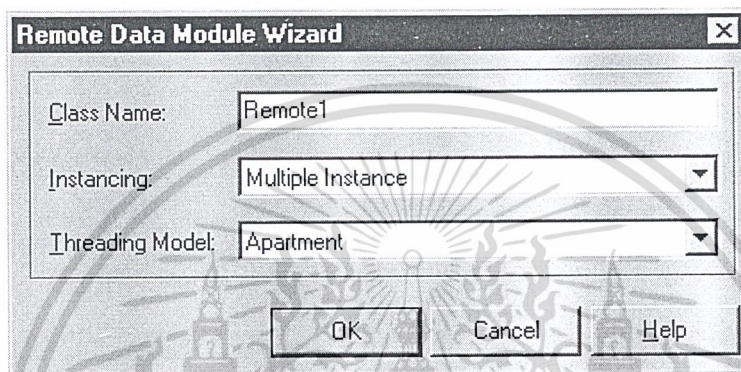 Remote Data Module Wizard
Class Name: Remote1
Instancing: Multiple Instance
Threading Model: Apartment
OK Cancel Help